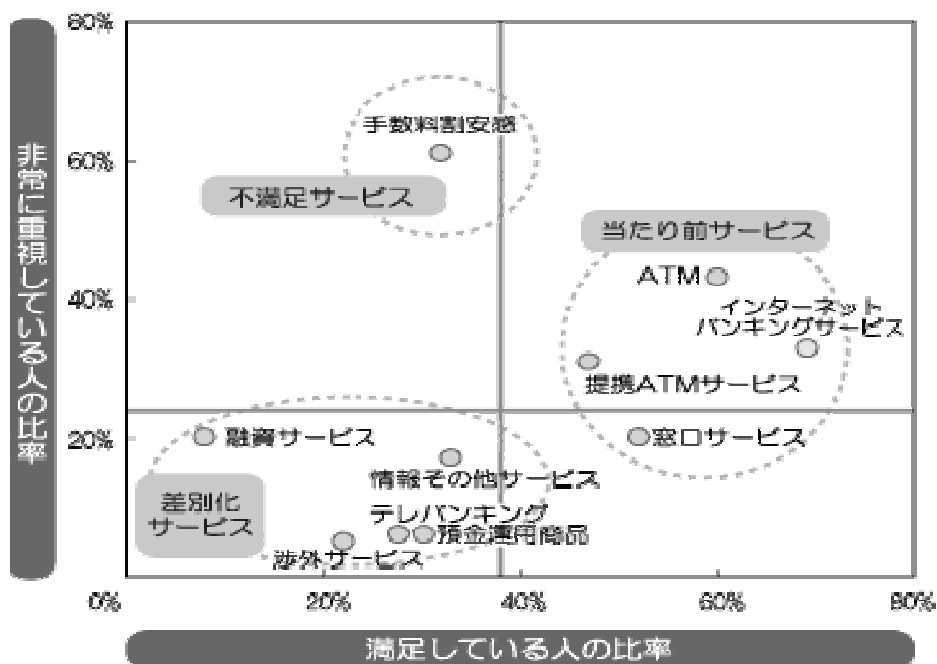 非常に重視している人の比率
80%
手数料割安感
60%
不満足サービス
当たり前サービス
ATM
40%
インターネット
バンキングサービス
提携ATMサービス
20%
融資サービス
窓口サービス
情報その他サービス
差別化
サービス
テレバンキング
預金運用商品
渉外サービス
0%
20%
40%
60%
80%
満足している人の比率